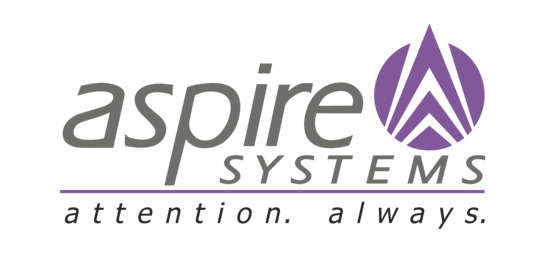 aspire
SYSTEMS
attention. always.